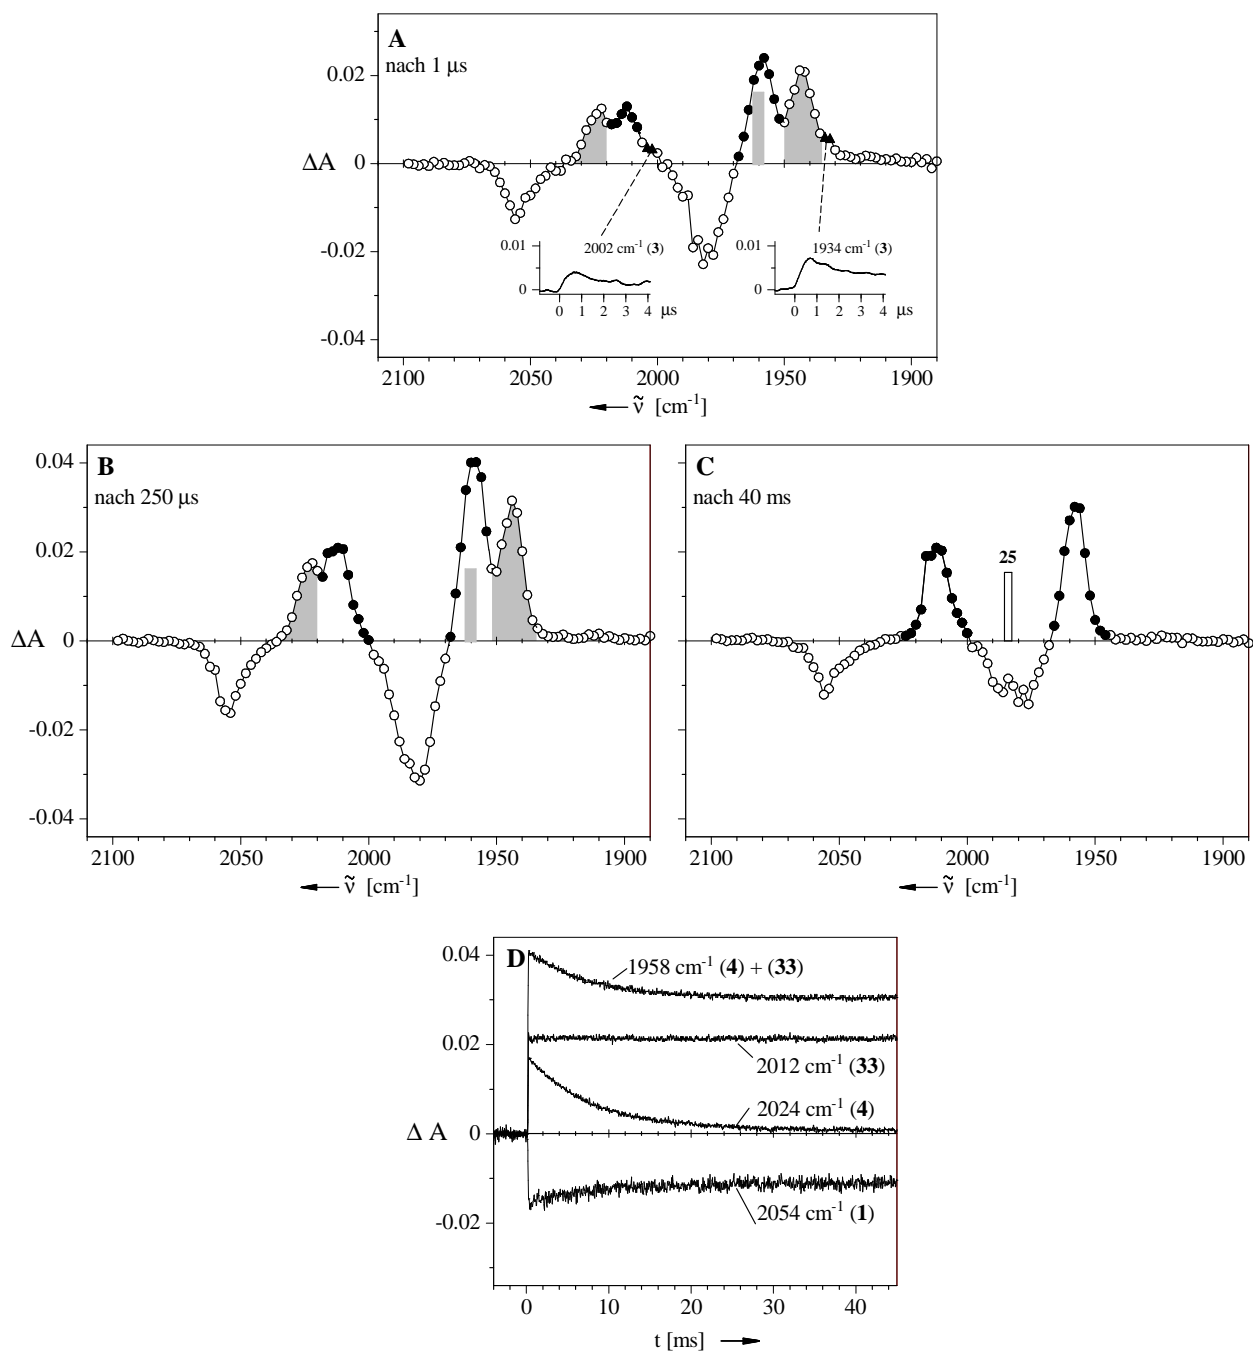 A
nach 1 µs
0.02
ΔA
0
-0.02
-0.04
2002 cm-1 (3)
1934 cm-1 (3)
0.01
0
0 1 2 3 4 µs
0.01
0
0 1 2 3 4 µs
2100 2050 2000 1950 1900
ν̃ [cm-1]
B
nach 250 µs
0.04
0.02
ΔA
0
-0.02
-0.04
2100 2050 2000 1950 1900
ν̃ [cm-1]
C
nach 40 ms
25
2100 2050 2000 1950 1900
ν̃ [cm-1]
D
0.04
0.02
Δ A
0
-0.02
1958 cm-1 (4) + (33)
2012 cm-1 (33)
2024 cm-1 (4)
2054 cm-1 (1)
0 10 20 30 40
t [ms]